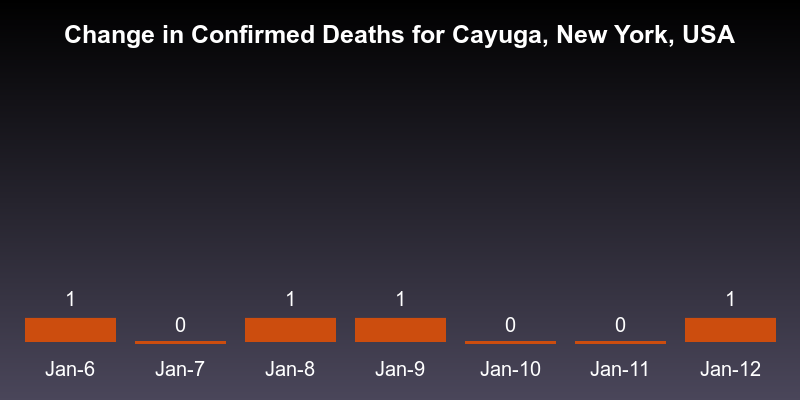 Change in Confirmed Deaths for Cayuga, New York, USA
1 0 1 1 0 0 1
Jan-6 Jan-7 Jan-8 Jan-9 Jan-10 Jan-11 Jan-12